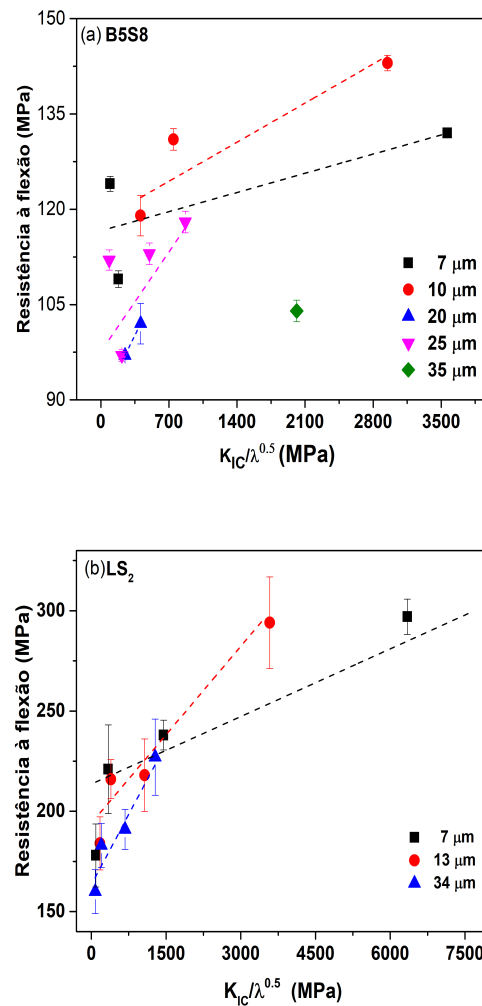 (a) B5S8
Resistência à flexão (MPa)
150
135
120
105
90
7 μm
10 μm
20 μm
25 μm
35 μm
0 700 1400 2100 2800 3500
K_IC/λ^0.5 (MPa)
(b) LS₂
Resistência à flexão (MPa)
300
250
200
150
7 μm
13 μm
34 μm
0 1500 3000 4500 6000 7500
K_IC/λ^0.5 (MPa)